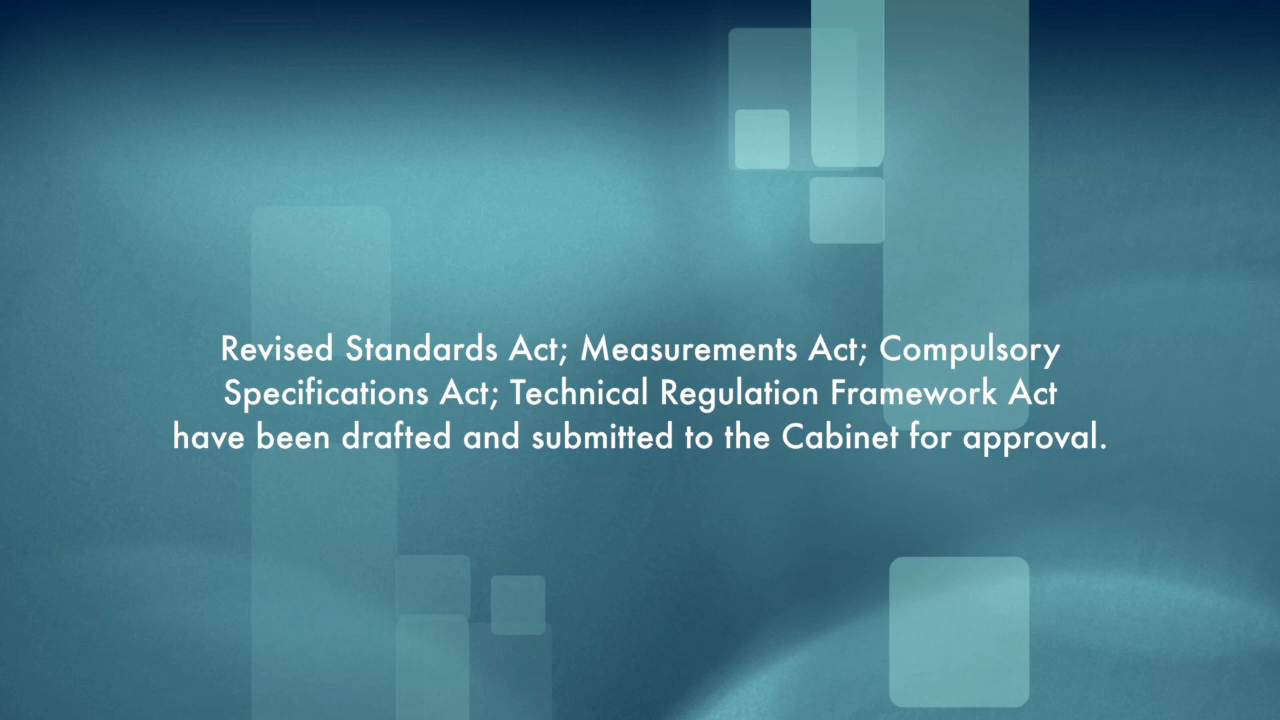 Revised Standards Act; Measurements Act; Compulsory
Specifications Act; Technical Regulation Framework Act
have been drafted and submitted to the Cabinet for approval.